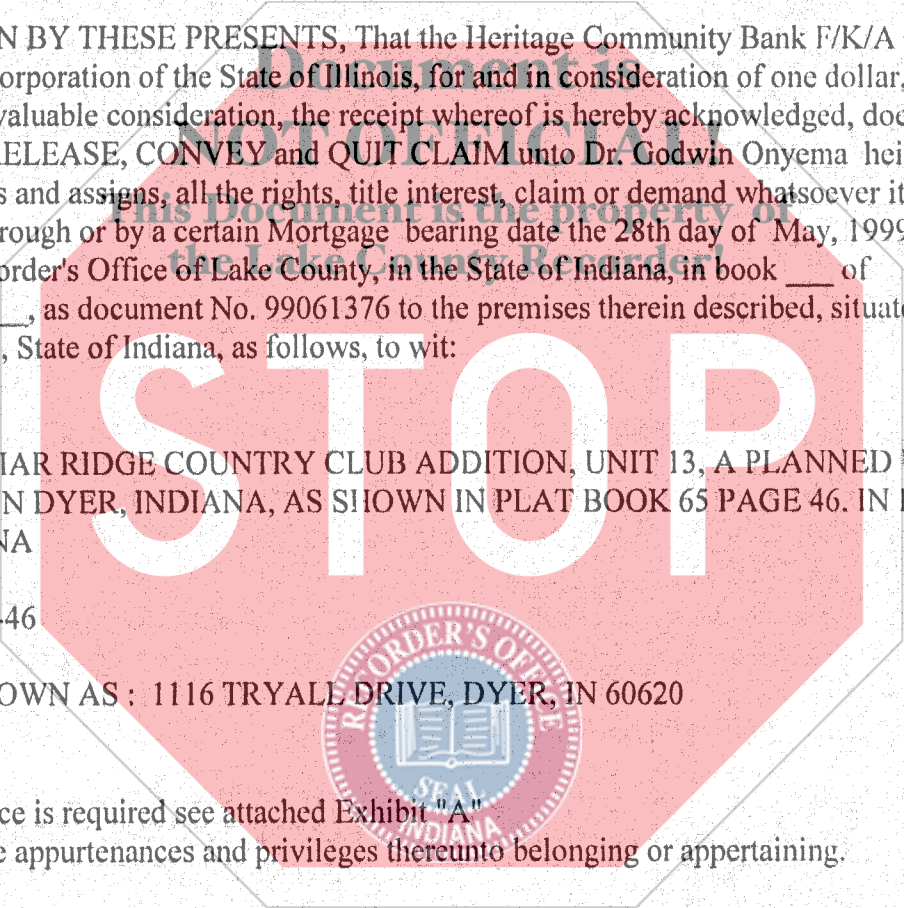 N BY THESE PRESENTS, That the Heritage Community Bank F/K/A
orporation of the State of Illinois, for and in consideration of one dollar,
valuable consideration, the receipt whereof is hereby acknowledged, doe
RELEASE, CONVEY and QUIT CLAIM unto Dr. Godwin Onyema hei
s and assigns, all the rights, title interest, claim or demand whatsoever it
rough or by a certain Mortgage bearing date the 28th day of May, 1999
order's Office of Lake County, in the State of Indiana, in book ___ of
__, as document No. 99061376 to the premises therein described, situate
, State of Indiana, as follows, to wit:
IAR RIDGE COUNTRY CLUB ADDITION, UNIT 13, A PLANNED
N DYER, INDIANA, AS SHOWN IN PLAT BOOK 65 PAGE 46. IN
NA
-46
OWN AS : 1116 TRYALL DRIVE, DYER, IN 60620
ce is required see attached Exhibit "A"
e appurtenances and privileges thereunto belonging or appertaining.
Document is
NOT OFFICIAL!
This Document is the property of
the Lake County Recorder!
STOP
RECORDER'S OFFICE
SEAL
INDIANA